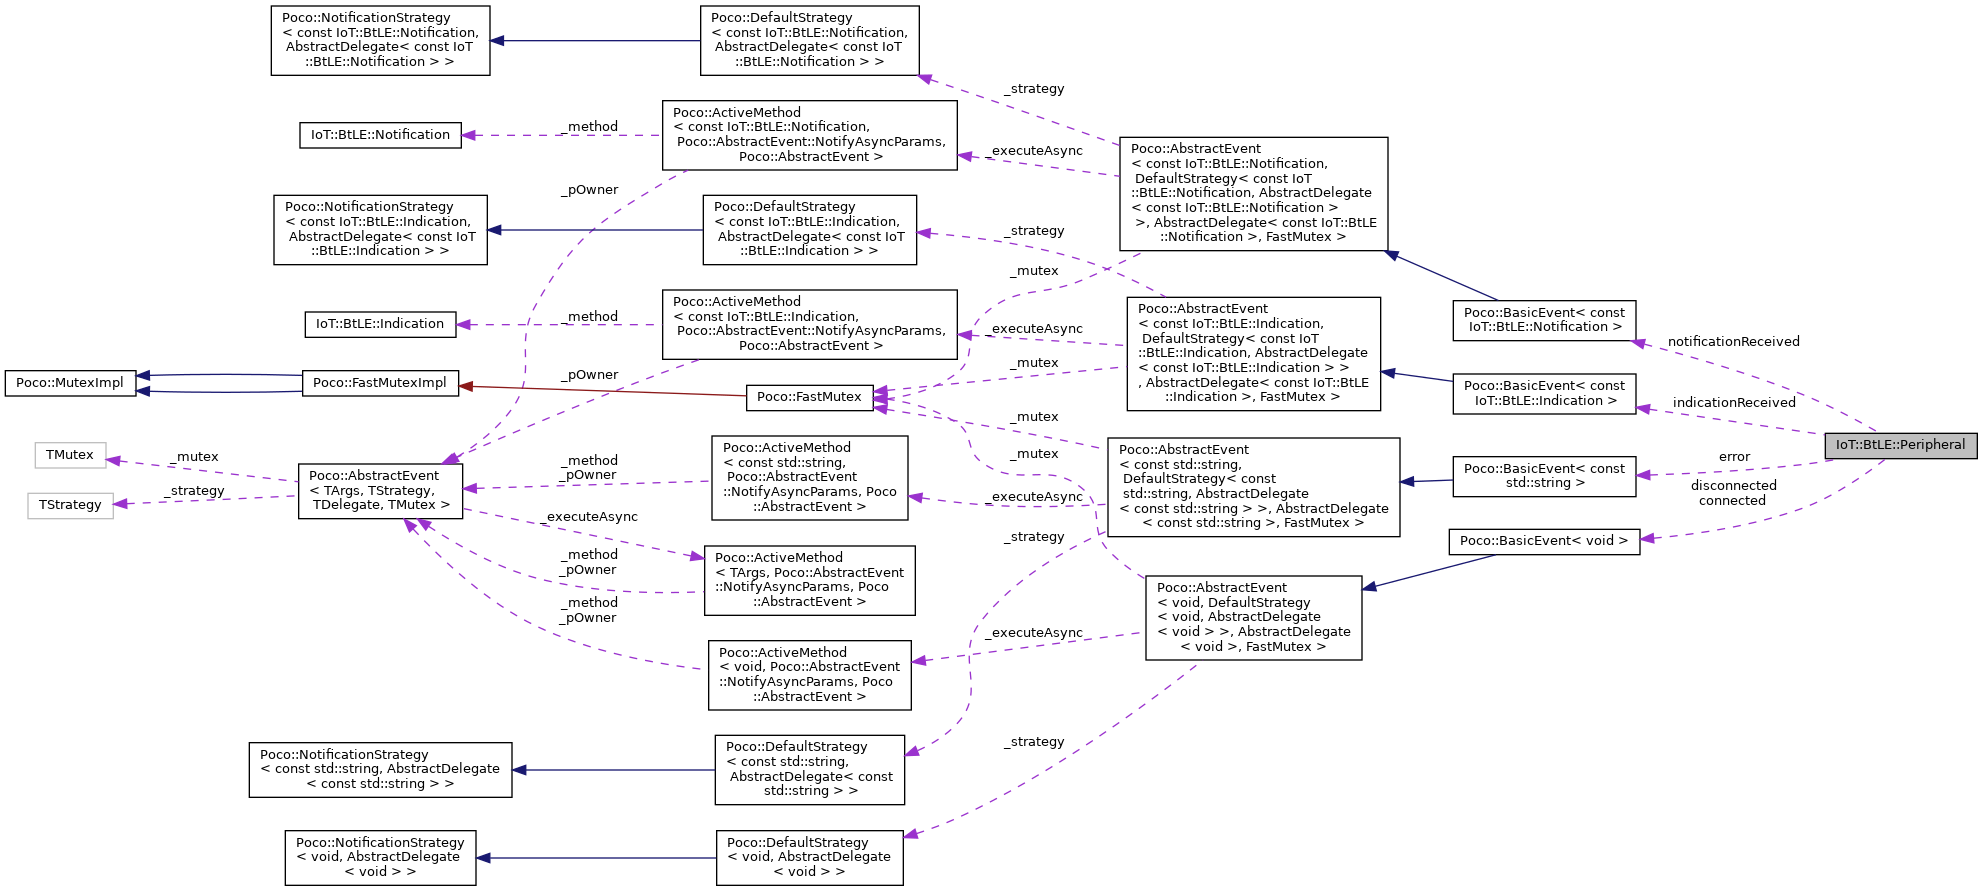 Poco::NotificationStrategy
< const IoT::BtLE::Notification,
AbstractDelegate< const IoT
::BtLE::Notification > >
Poco::DefaultStrategy
< const IoT::BtLE::Notification,
AbstractDelegate< const IoT
::BtLE::Notification > >
_strategy
IoT::BtLE::Notification
_method
Poco::ActiveMethod
< const IoT::BtLE::Notification,
Poco::AbstractEvent::NotifyAsyncParams,
Poco::AbstractEvent >
_executeAsync
Poco::AbstractEvent
< const IoT::BtLE::Notification,
DefaultStrategy< const IoT
::BtLE::Notification, AbstractDelegate
< const IoT::BtLE::Notification >
>, AbstractDelegate< const IoT::BtLE
::Notification >, FastMutex >
_pOwner
Poco::NotificationStrategy
< const IoT::BtLE::Indication,
AbstractDelegate< const IoT
::BtLE::Indication > >
Poco::DefaultStrategy
< const IoT::BtLE::Indication,
AbstractDelegate< const IoT
::BtLE::Indication > >
_strategy
_mutex
IoT::BtLE::Indication
_method
Poco::ActiveMethod
< const IoT::BtLE::Indication,
Poco::AbstractEvent::NotifyAsyncParams,
Poco::AbstractEvent >
_executeAsync
_mutex
Poco::AbstractEvent
< const IoT::BtLE::Indication,
DefaultStrategy< const IoT
::BtLE::Indication, AbstractDelegate
< const IoT::BtLE::Indication > >
, AbstractDelegate< const IoT::BtLE
::Indication >, FastMutex >
Poco::BasicEvent< const
IoT::BtLE::Notification >
notificationReceived
Poco::MutexImpl
Poco::FastMutexImpl
_pOwner
Poco::FastMutex
_mutex
_mutex
Poco::BasicEvent< const
IoT::BtLE::Indication >
indicationReceived
IoT::BtLE::Peripheral
TMutex
_mutex
TStrategy
_strategy
Poco::AbstractEvent
< TArgs, TStrategy,
TDelegate, TMutex >
_method
_pOwner
Poco::ActiveMethod
< const std::string,
Poco::AbstractEvent
::NotifyAsyncParams, Poco
::AbstractEvent >
_executeAsync
Poco::AbstractEvent
< const std::string,
DefaultStrategy< const
std::string, AbstractDelegate
< const std::string > >, AbstractDelegate
< const std::string >, FastMutex >
Poco::BasicEvent< const
std::string >
error
disconnected
connected
Poco::BasicEvent< void >
_executeAsync
_method
_pOwner
Poco::ActiveMethod
< TArgs, Poco::AbstractEvent
::NotifyAsyncParams, Poco
::AbstractEvent >
_strategy
Poco::AbstractEvent
< void, DefaultStrategy
< void, AbstractDelegate
< void > >, AbstractDelegate
< void >, FastMutex >
_method
_pOwner
Poco::ActiveMethod
< void, Poco::AbstractEvent
::NotifyAsyncParams, Poco
::AbstractEvent >
_executeAsync
Poco::NotificationStrategy
< const std::string, AbstractDelegate
< const std::string > >
Poco::DefaultStrategy
< const std::string,
AbstractDelegate< const
std::string > >
_strategy
Poco::NotificationStrategy
< void, AbstractDelegate
< void > >
Poco::DefaultStrategy
< void, AbstractDelegate
< void > >